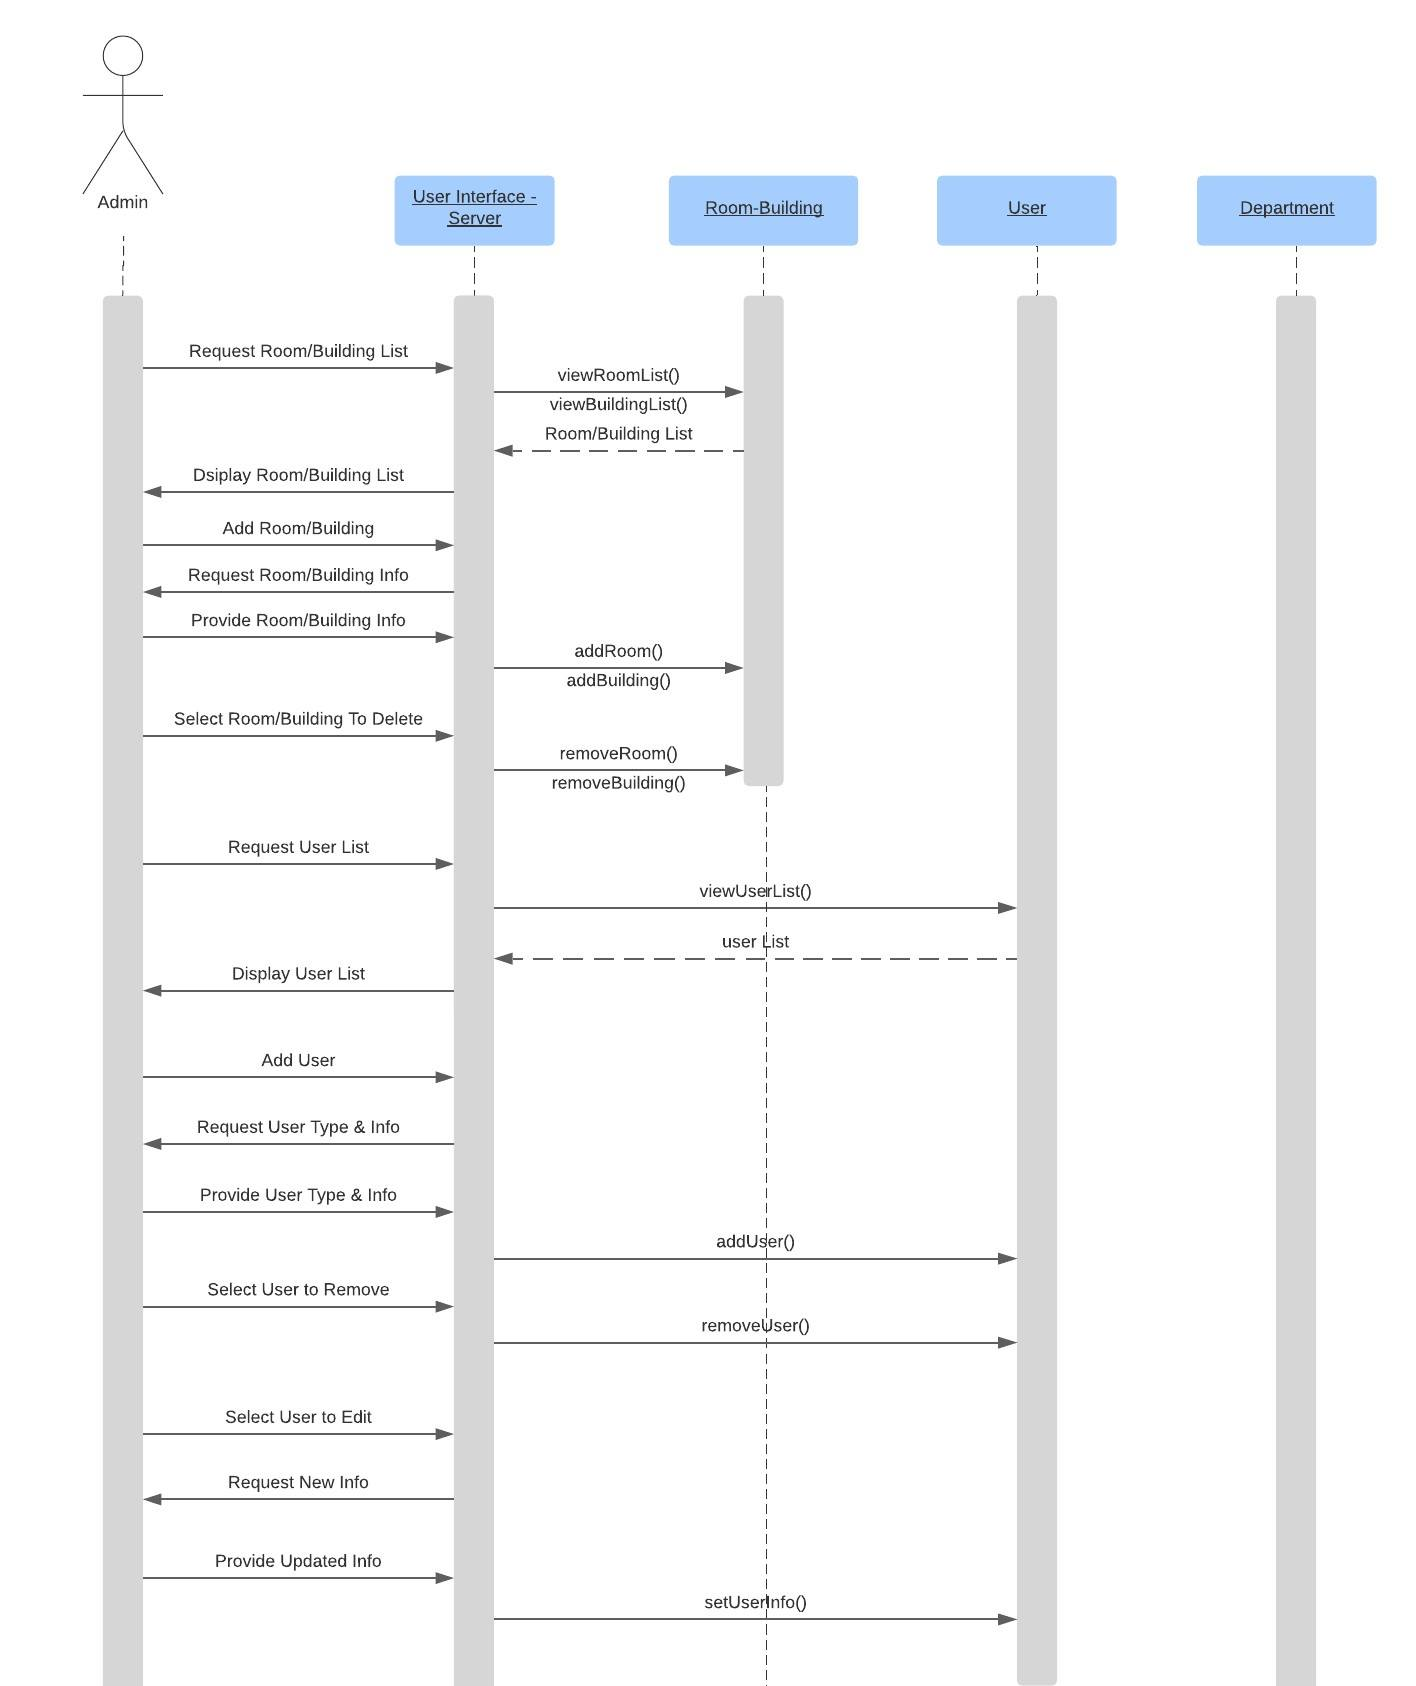 Admin
User Interface -
Server
Room-Building
User
Department
Request Room/Building List
viewRoomList()
viewBuildingList()
Room/Building List
Dsiplay Room/Building List
Add Room/Building
Request Room/Building Info
Provide Room/Building Info
addRoom()
addBuilding()
Select Room/Building To Delete
removeRoom()
removeBuilding()
Request User List
viewUserList()
user List
Display User List
Add User
Request User Type & Info
Provide User Type & Info
addUser()
Select User to Remove
removeUser()
Select User to Edit
Request New Info
Provide Updated Info
setUserInfo()